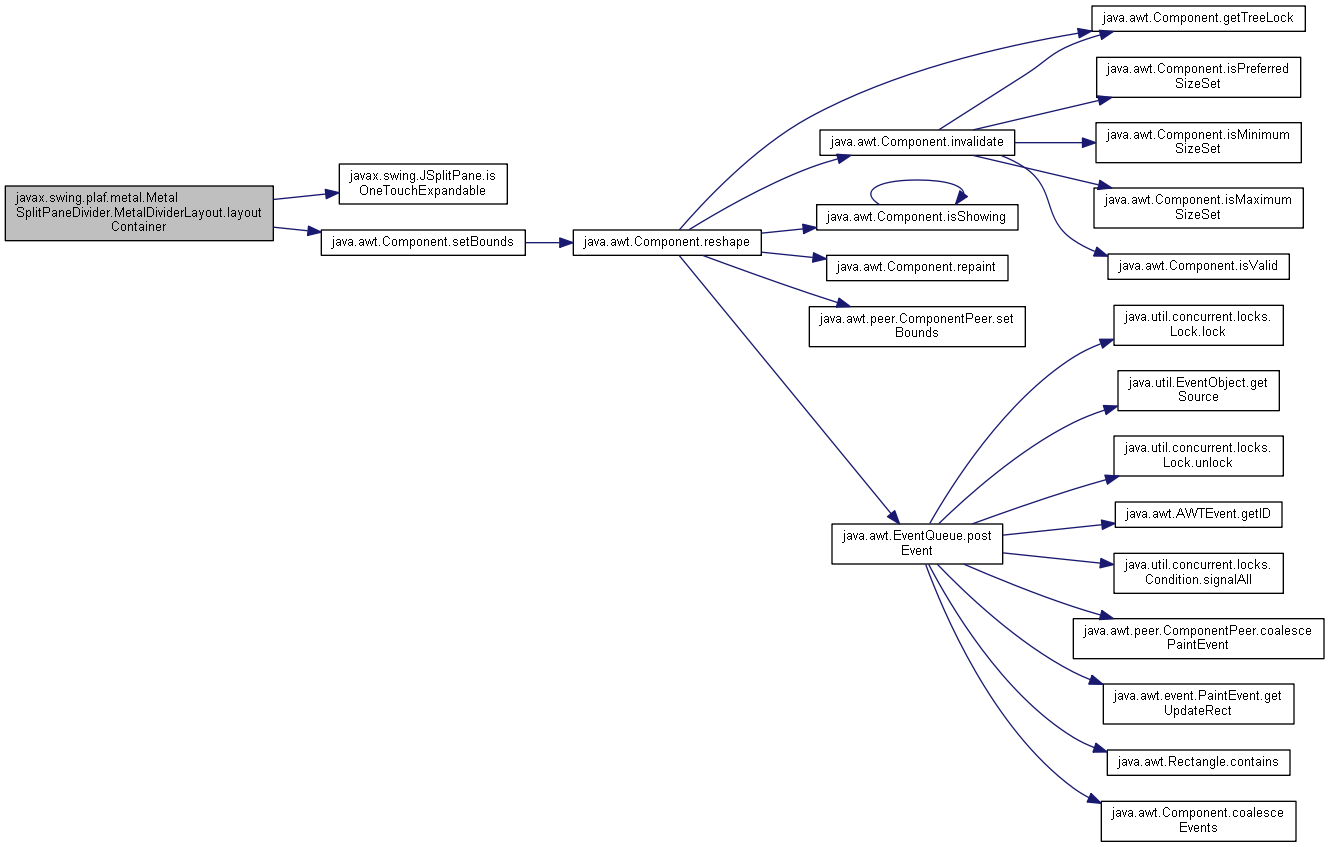 javax.swing.plaf.metal.Metal
SplitPaneDivider.MetalDividerLayout.layout
Container
javax.swing.JSplitPane.is
OneTouchExpandable
java.awt.Component.setBounds
java.awt.Component.reshape
java.awt.Component.getTreeLock
java.awt.Component.invalidate
java.awt.Component.isPreferred
SizeSet
java.awt.Component.isMinimum
SizeSet
java.awt.Component.isMaximum
SizeSet
java.awt.Component.isValid
java.awt.Component.isShowing
java.awt.Component.repaint
java.awt.peer.ComponentPeer.set
Bounds
java.awt.EventQueue.post
Event
java.util.concurrent.locks.
Lock.lock
java.util.EventObject.get
Source
java.util.concurrent.locks.
Lock.unlock
java.awt.AWTEvent.getID
java.util.concurrent.locks.
Condition.signalAll
java.awt.peer.ComponentPeer.coalesce
PaintEvent
java.awt.event.PaintEvent.get
UpdateRect
java.awt.Rectangle.contains
java.awt.Component.coalesce
Events